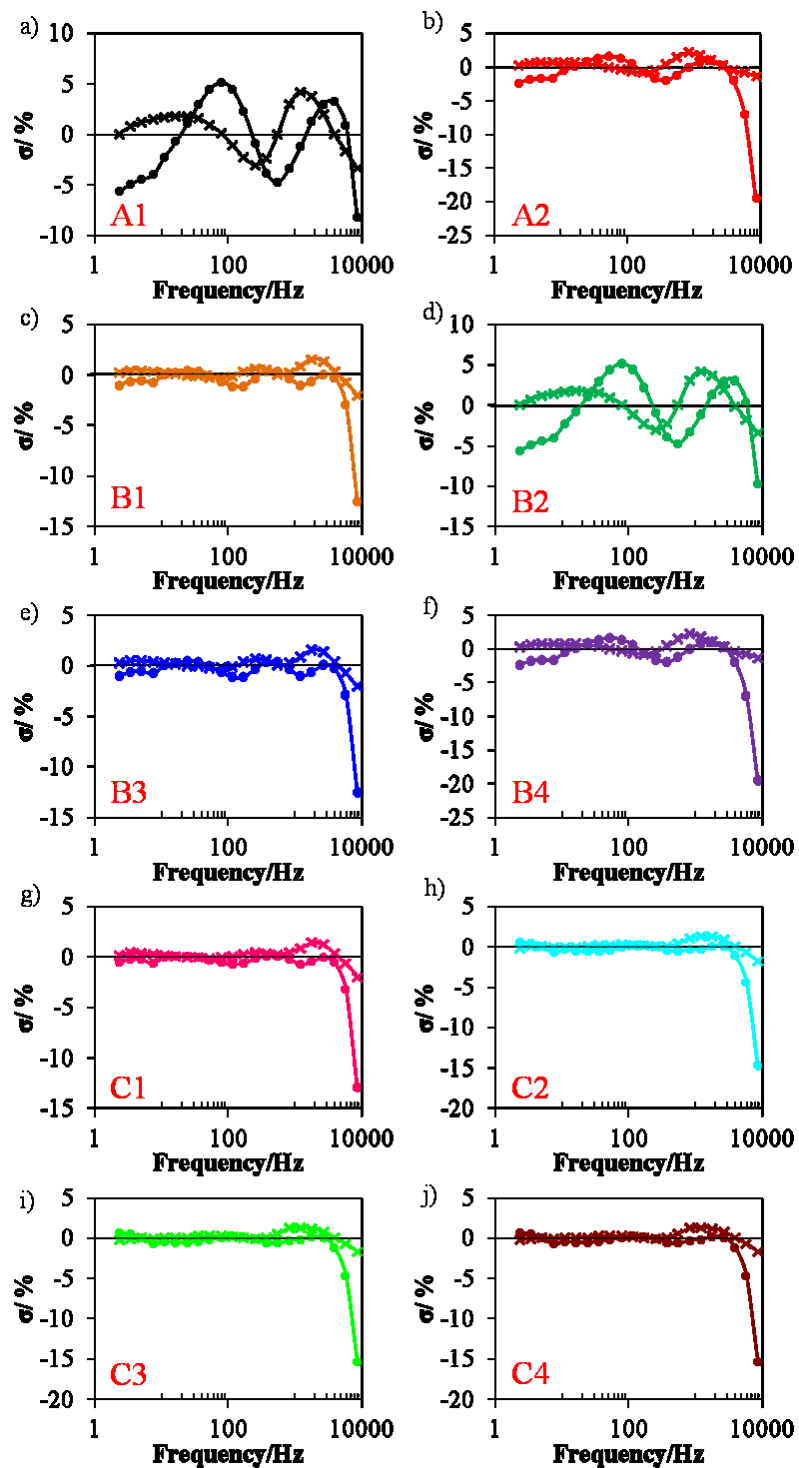 a)
10
5
0
-5
-10
σ/ %
A1
1
100
10000
Frequency/Hz
b)
5
0
-5
-10
-15
-20
-25
σ/ %
A2
1
100
10000
Frequency/Hz
c)
5
0
-5
-10
-15
σ/ %
B1
1
100
10000
Frequency/Hz
d)
10
5
0
-5
-10
-15
σ/ %
B2
1
100
10000
Frequency/Hz
e)
5
0
-5
-10
-15
σ/ %
B3
1
100
10000
Frequency/Hz
f)
5
0
-5
-10
-15
-20
-25
σ/ %
B4
1
100
10000
Frequency/Hz
g)
5
0
-5
-10
-15
σ/ %
C1
1
100
10000
Frequency/Hz
h)
5
0
-5
-10
-15
-20
σ/ %
C2
1
100
10000
Frequency/Hz
i)
5
0
-5
-10
-15
-20
σ/ %
C3
1
100
10000
Frequency/Hz
j)
5
0
-5
-10
-15
-20
σ/ %
C4
1
100
10000
Frequency/Hz